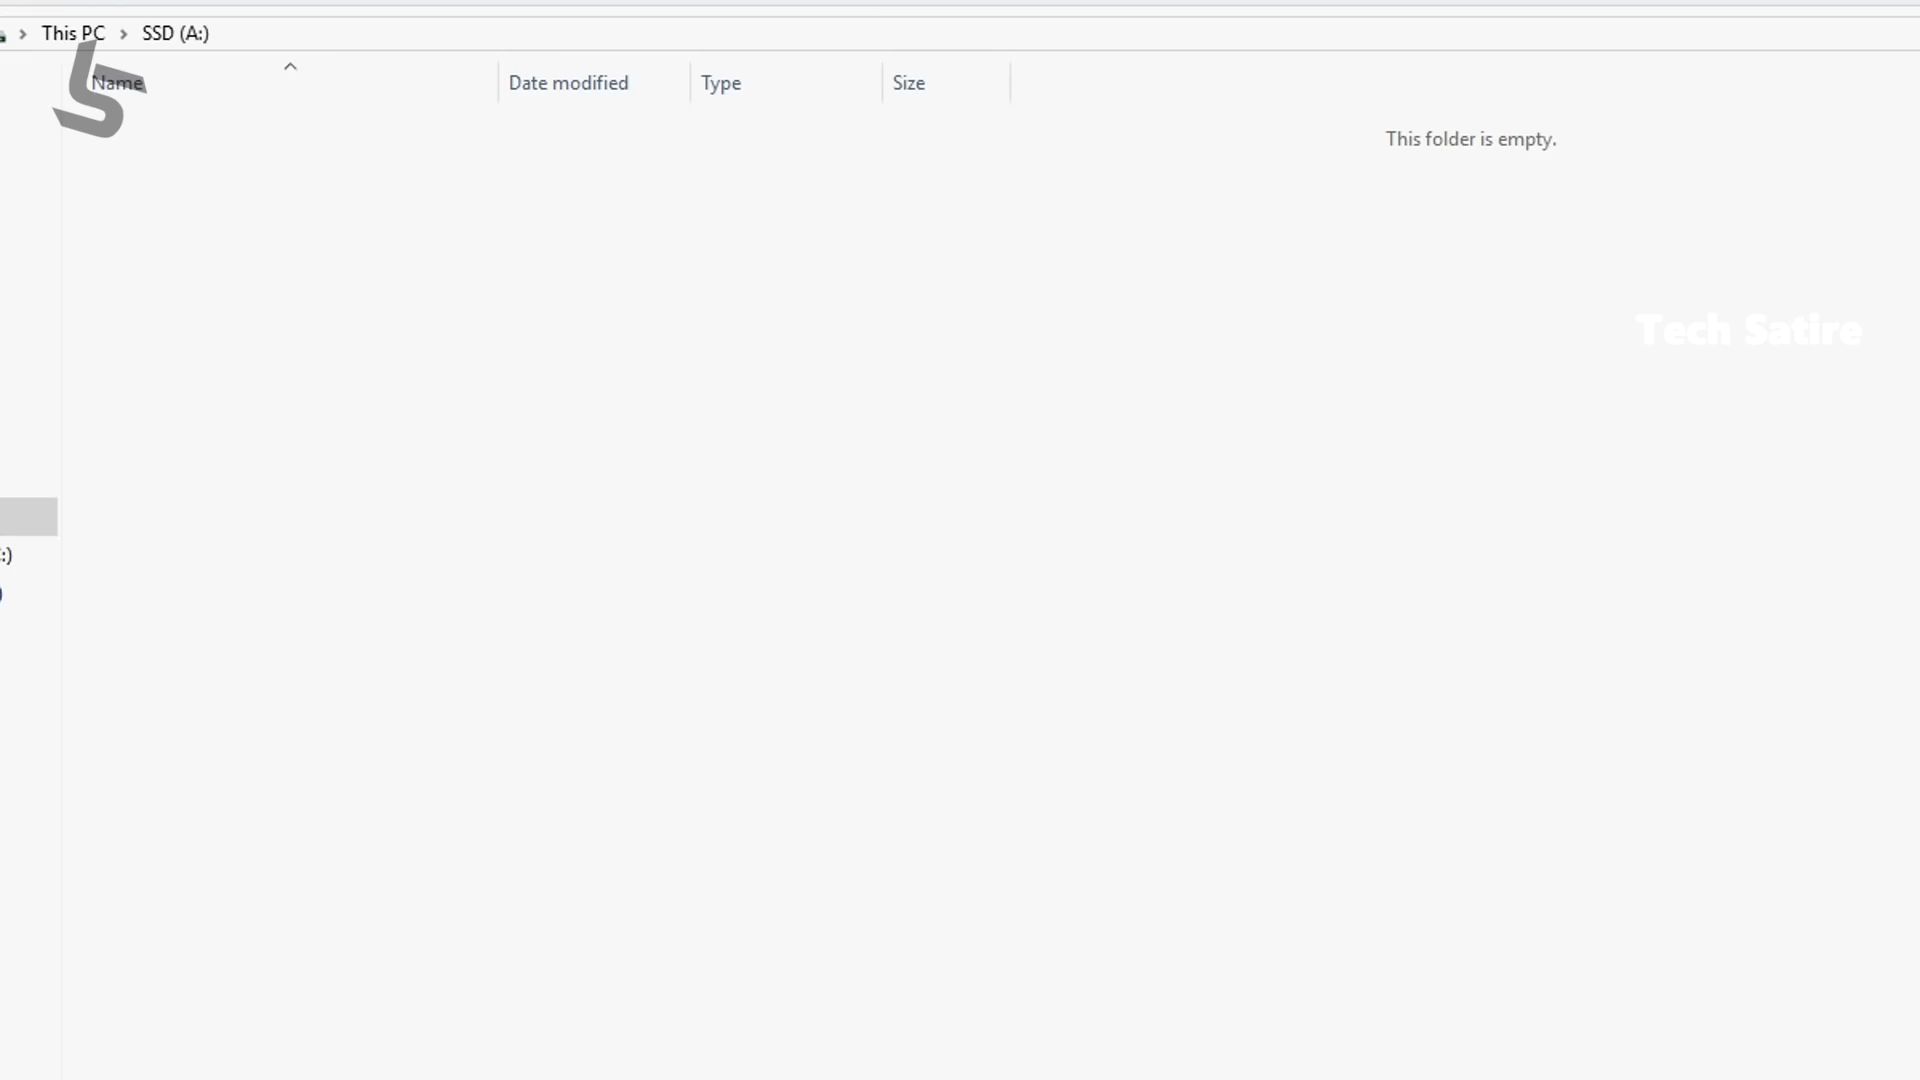 This PC > SSD (A:)
Name Date modified Type Size
This folder is empty.
Tech Satire
:)
)